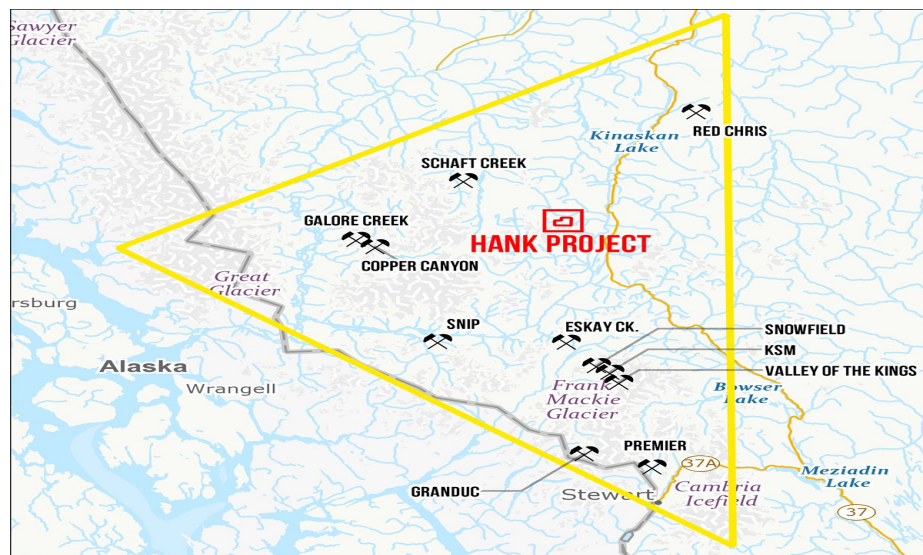 Sawyer
Glacier
RED CHRIS
Kinaskan
Lake
SCHAFT CREEK
GALORE CREEK
HANK PROJECT
COPPER CANYON
Great
Glacier
rsburg
SNIP
ESKAY CK.
SNOWFIELD
KSM
VALLEY OF THE KINGS
Alaska
Wrangell
Frank
Mackie
Glacier
Bowser
Lake
PREMIER
37A
Meziadin
Lake
GRANDUC
Stewart
Cambria
Icefield
37